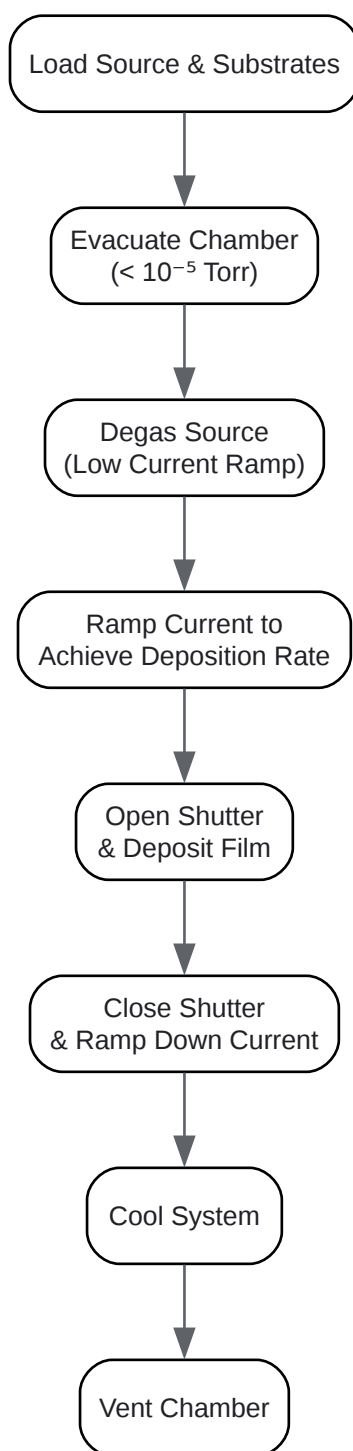 Load Source & Substrates
Evacuate Chamber
(< 10⁻⁵ Torr)
Degas Source
(Low Current Ramp)
Ramp Current to
Achieve Deposition Rate
Open Shutter
& Deposit Film
Close Shutter
& Ramp Down Current
Cool System
Vent Chamber